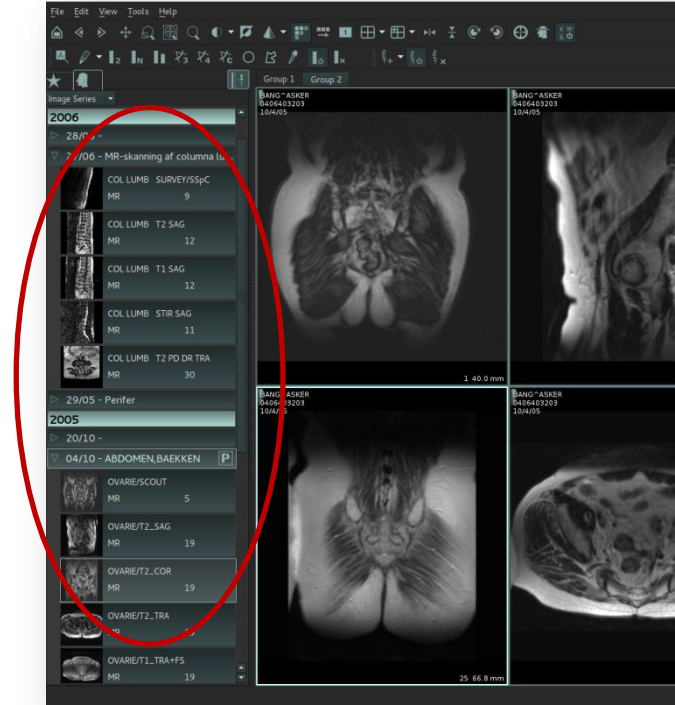 File Edit View Tools Help
Group 1 Group 2
Image Series
2006
27/06 - MR-skanning af columna lu...
COL LUMB SURVEY/SSpC
MR 9
COL LUMB T2 SAG
MR 12
COL LUMB T1 SAG
MR 12
COL LUMB STIR SAG
MR 11
COL LUMB T2 PD DR TRA
MR 30
29/05 - Perifer
2005
20/10 -
04/10 - ABDOMEN,BAEKKEN P
OVARIE/SCOUT
MR 5
OVARIE/T2_SAG
MR 19
OVARIE/T2_COR
MR 19
OVARIE/T2_TRA
MR
OVARIE/T1_TRA+FS
MR 19
BANG^ASKER
0406403203
10/4/05
1 40.0 mm
BANG^ASKER
0406403203
10/4/05
BANG^ASKER
0406403203
10/4/05
25 66.8 mm
BANG^ASKER
0406403203
10/4/05